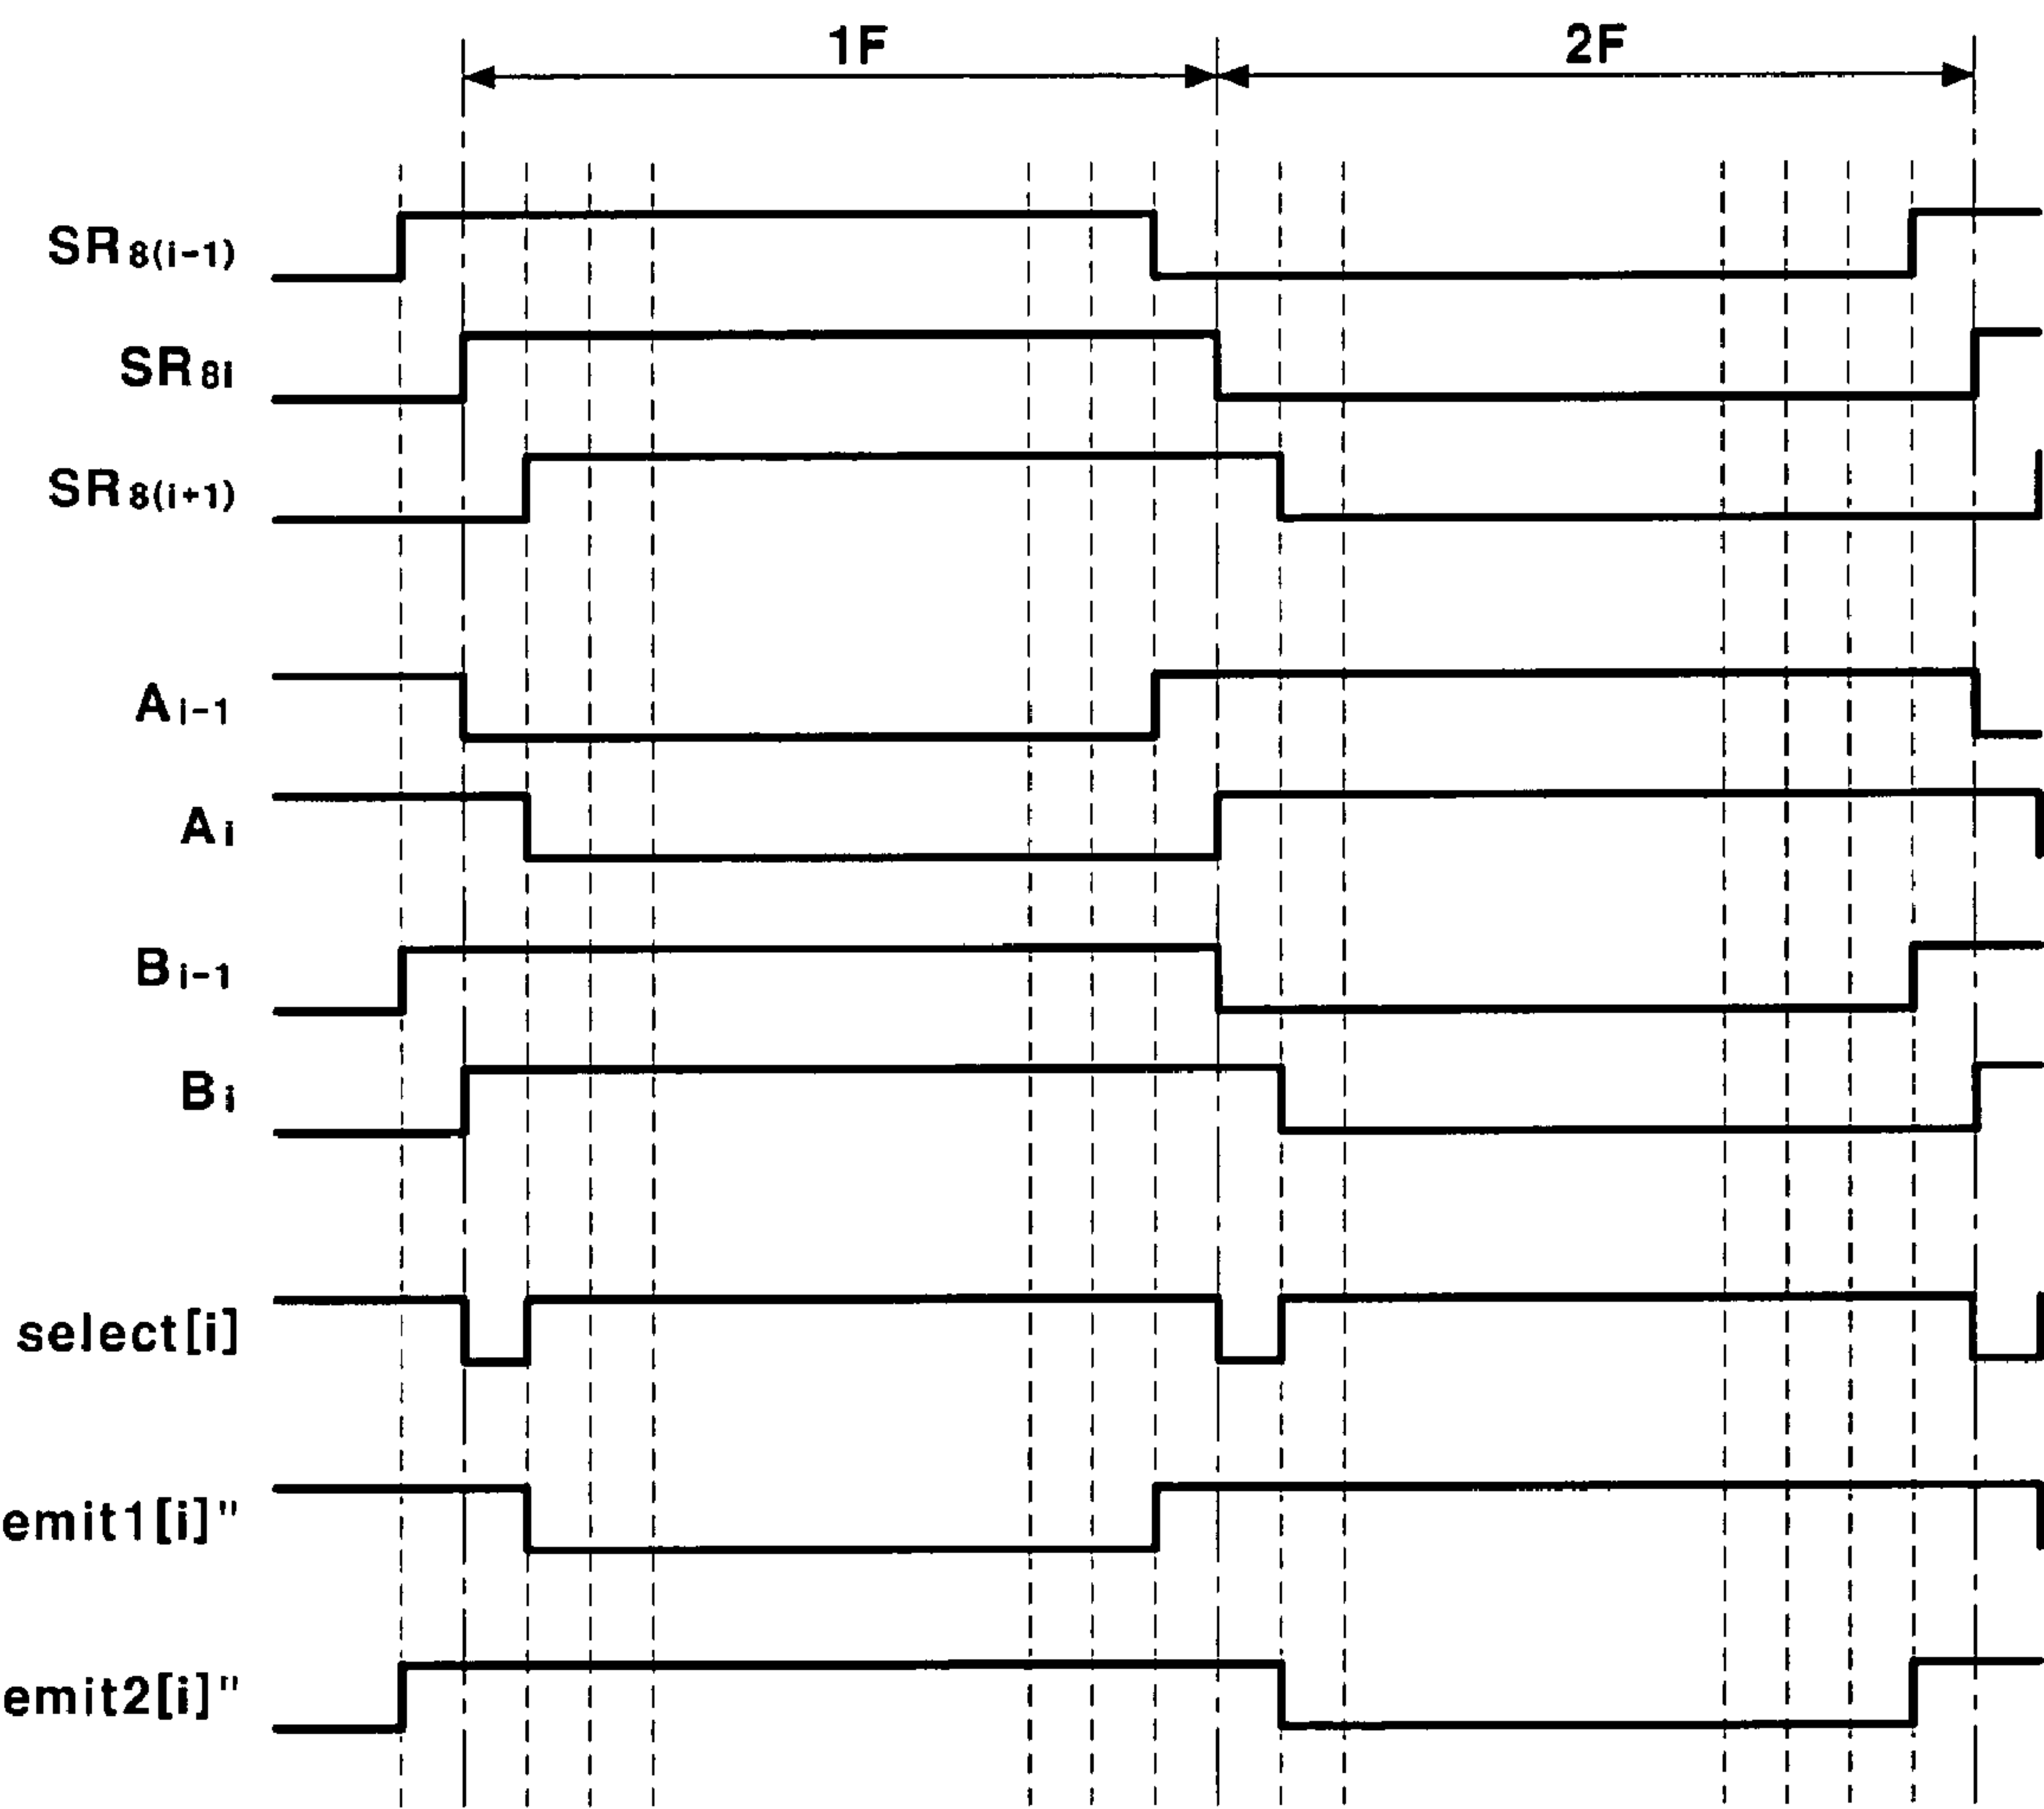 1F 2F
SR8(i-1)
SR8i
SR8(i+1)
Ai-1
Ai
Bi-1
Bi
select[i]
emit1[i]"
emit2[i]"